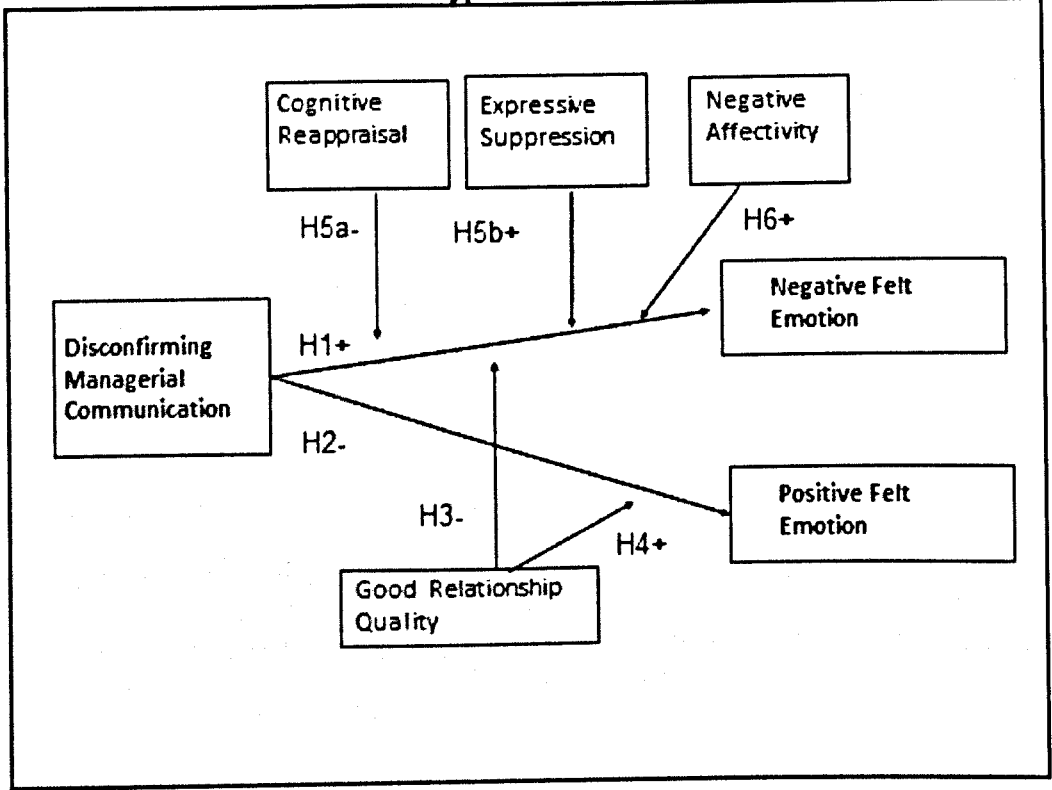 Cognitive
Reappraisal
Expressive
Suppression
Negative
Affectivity
H5a-
H5b+
H6+
Negative Felt
Emotion
Disconfirming
Managerial
Communication
H1+
H2-
H3-
H4+
Positive Felt
Emotion
Good Relationship
Quality